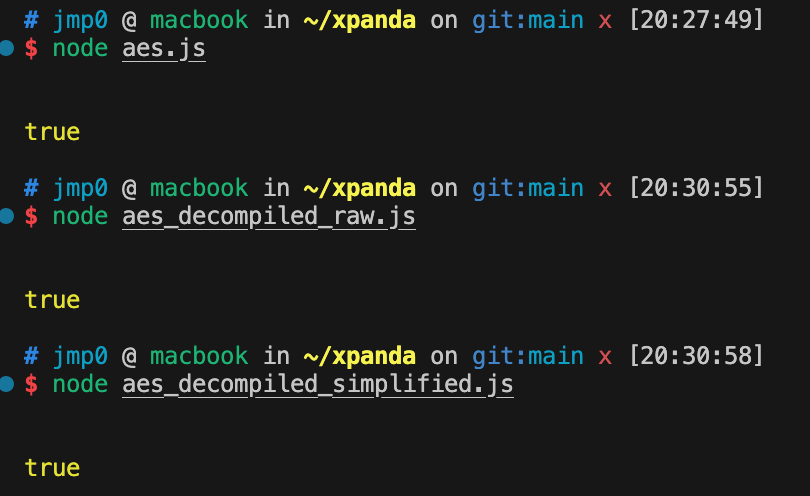 # jmp0 @ macbook in ~/xpanda on git:main x [20:27:49]
$ node aes.js
true
# jmp0 @ macbook in ~/xpanda on git:main x [20:30:55]
$ node aes_decompiled_raw.js
true
# jmp0 @ macbook in ~/xpanda on git:main x [20:30:58]
$ node aes_decompiled_simplified.js
true